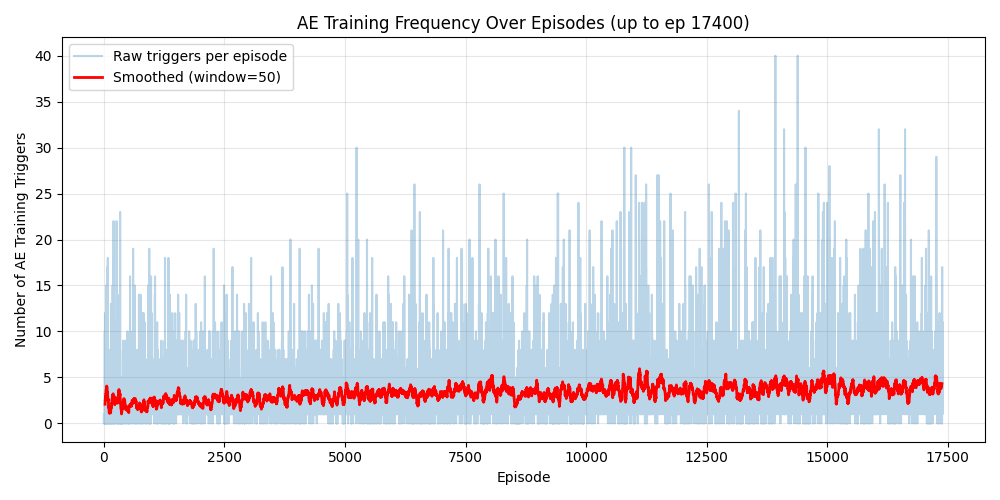 AE Training Frequency Over Episodes (up to ep 17400)
Raw triggers per episode
Smoothed (window=50)
Number of AE Training Triggers
40
35
30
25
20
15
10
5
0
0 2500 5000 7500 10000 12500 15000 17500
Episode